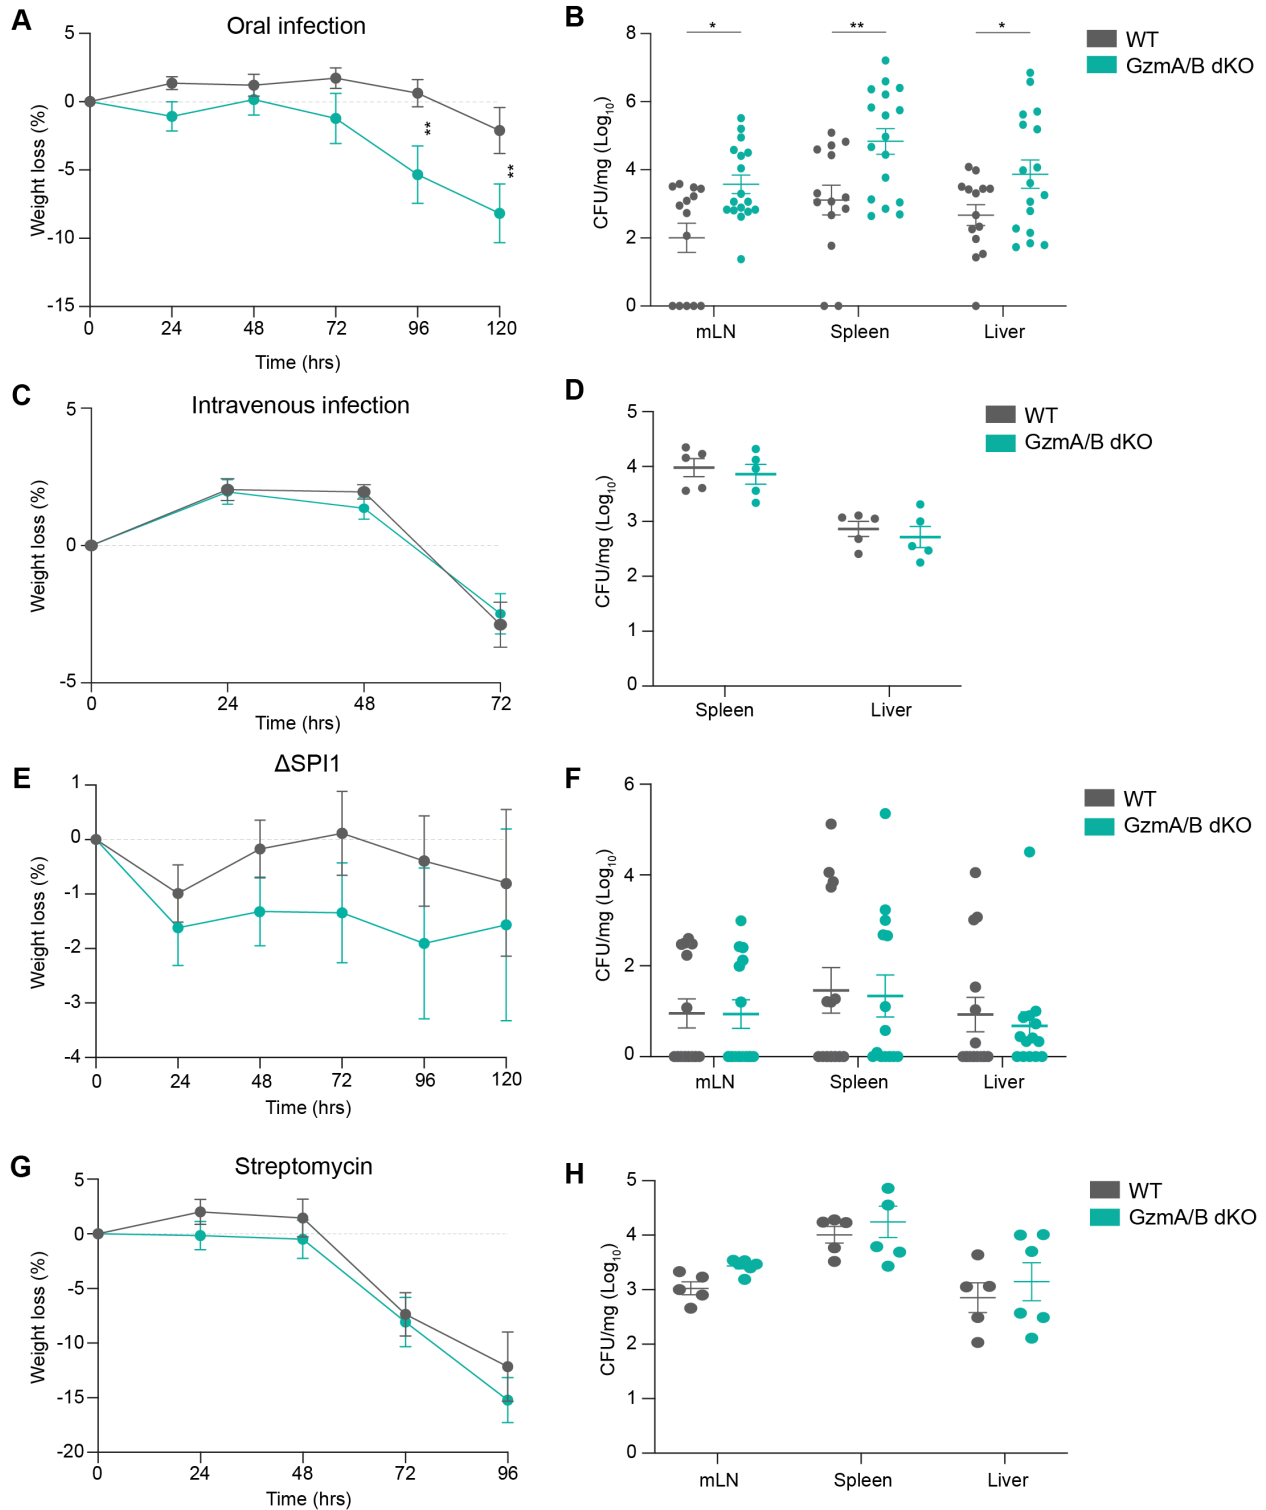 A
Oral infection
5
0
-5
-10
-15
Weight loss (%)
**
**
0 24 48 72 96 120
Time (hrs)
B
* ** *
8
6
4
2
0
CFU/mg (Log10)
mLN Spleen Liver
WT
GzmA/B dKO
C
Intravenous infection
5
0
-5
Weight loss (%)
0 24 48 72
Time (hrs)
D
5
4
3
2
1
0
CFU/mg (Log10)
Spleen Liver
WT
GzmA/B dKO
E
ΔSPI1
1
0
-1
-2
-3
-4
Weight loss (%)
0 24 48 72 96 120
Time (hrs)
F
6
4
2
0
CFU/mg (Log10)
mLN Spleen Liver
WT
GzmA/B dKO
G
Streptomycin
5
0
-5
-10
-15
-20
Weight loss (%)
0 24 48 72 96
Time (hrs)
H
5
4
3
2
1
0
CFU/mg (Log10)
mLN Spleen Liver
WT
GzmA/B dKO